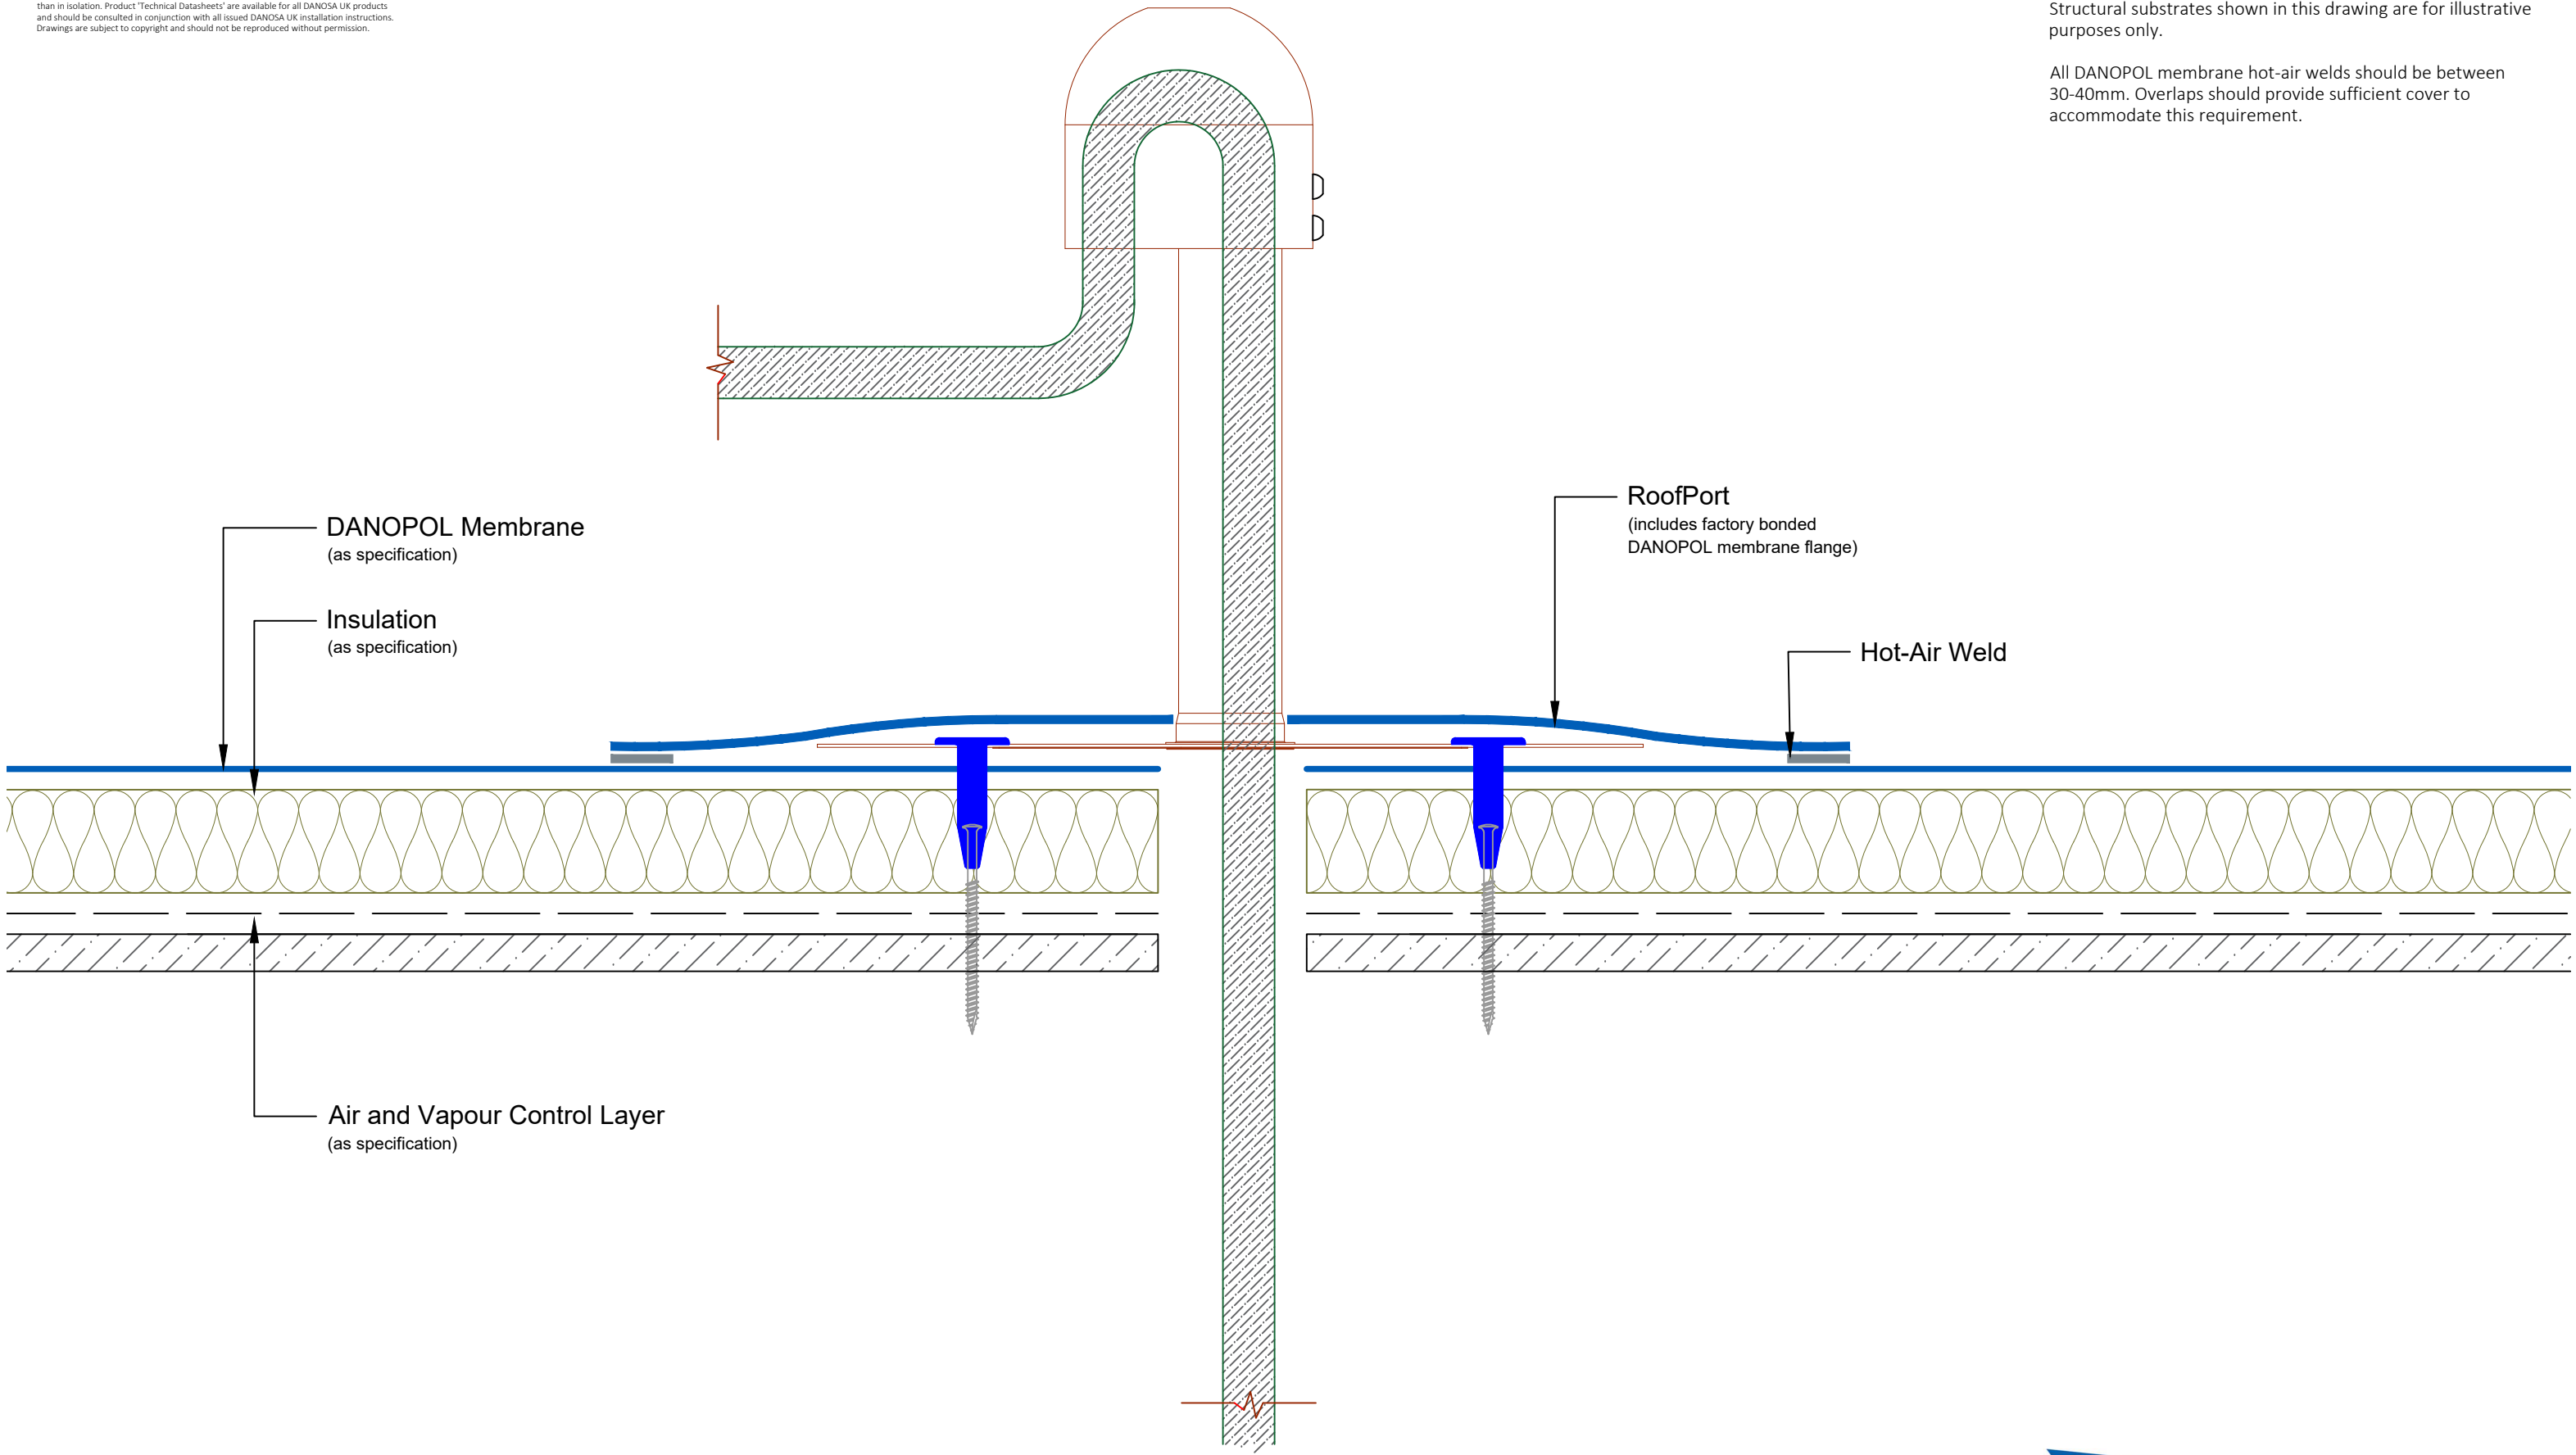 than in isolation. Product 'Technical Datasheets' are available for all DANOSA UK products
and should be consulted in conjunction with all issued DANOSA UK installation instructions.
Drawings are subject to copyright and should not be reproduced without permission.
Structural substrates shown in this drawing are for illustrative
purposes only.
All DANOPOL membrane hot-air welds should be between
30-40mm. Overlaps should provide sufficient cover to
accommodate this requirement.
RoofPort
(includes factory bonded
DANOPOL membrane flange)
DANOPOL Membrane
(as specification)
Insulation
(as specification)
Hot-Air Weld
Air and Vapour Control Layer
(as specification)